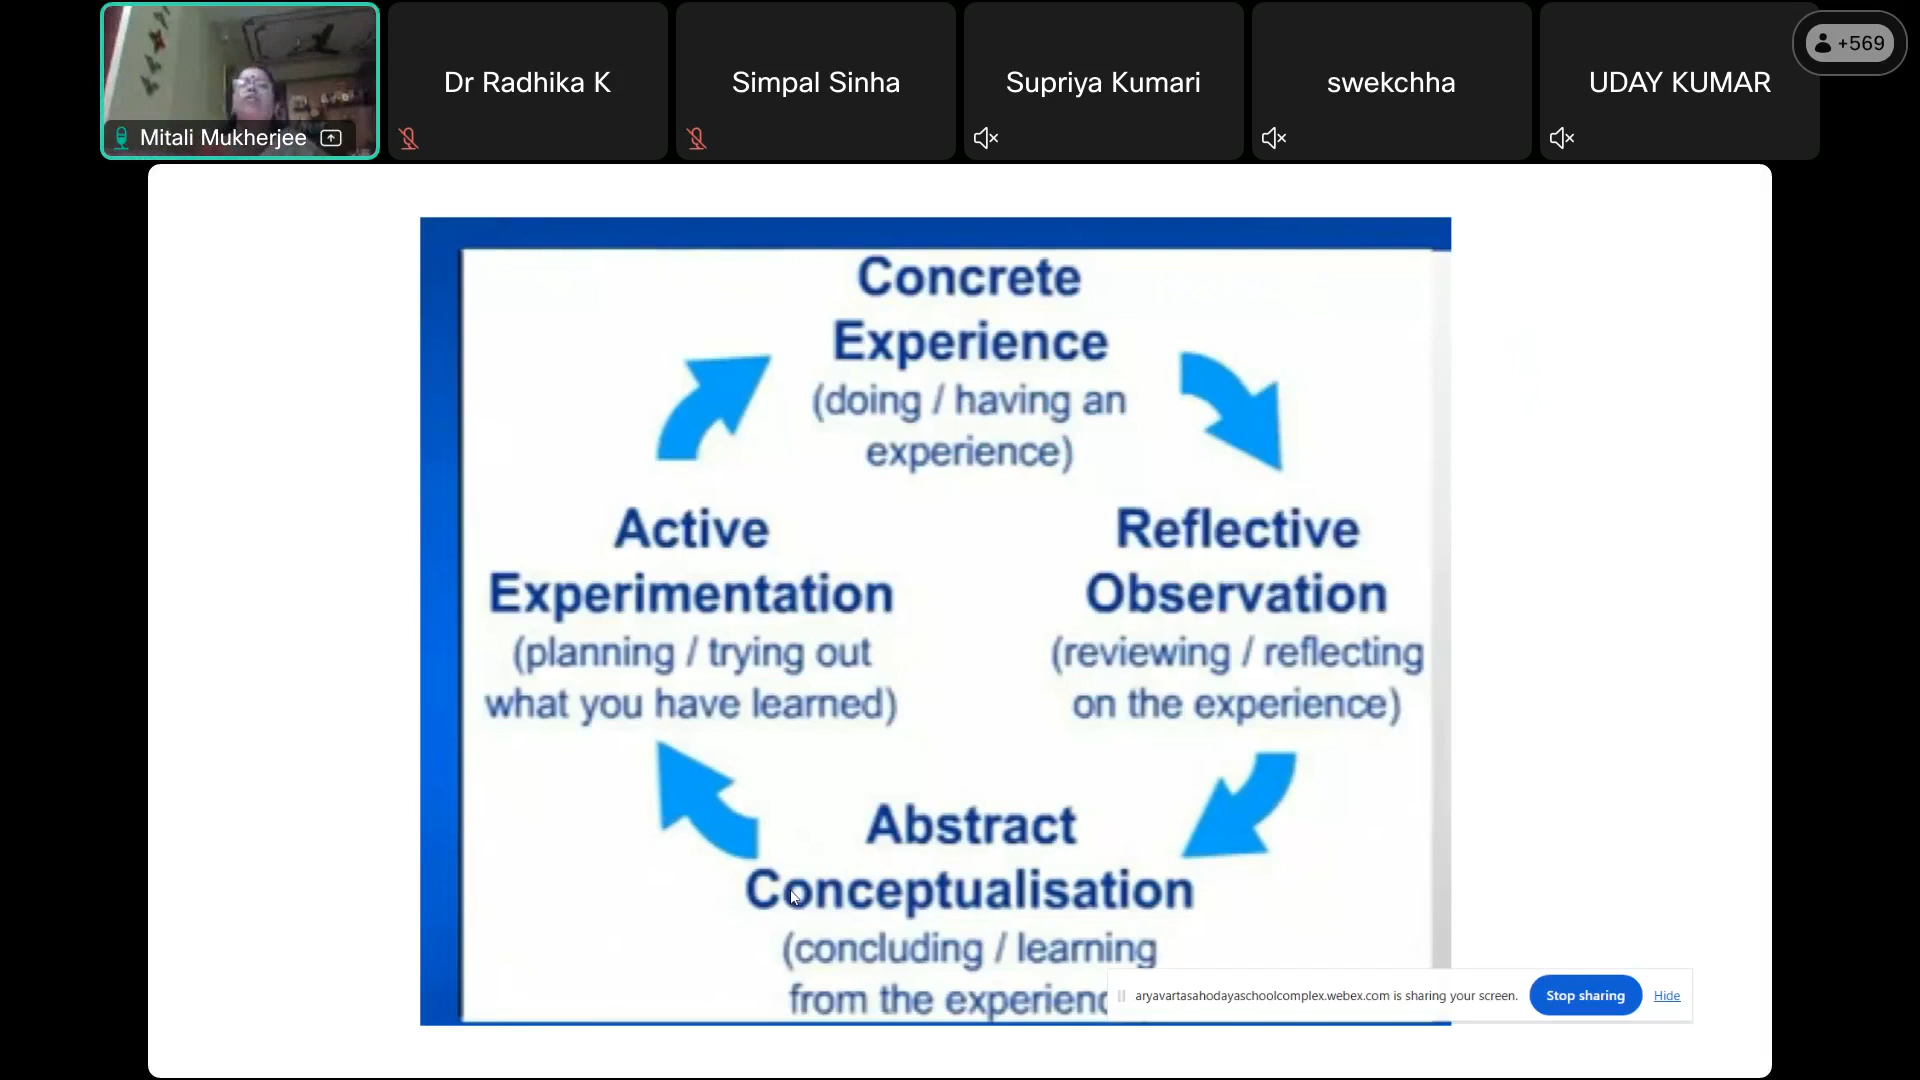 Mitali Mukherjee
Dr Radhika K
Simpal Sinha
Supriya Kumari
swekchha
UDAY KUMAR
+569
Concrete
Experience
(doing / having an
experience)
Active
Experimentation
(planning / trying out
what you have learned)
Reflective
Observation
(reviewing / reflecting
on the experience)
Abstract
Conceptualisation
(concluding / learning
from the
aryavartasahodayaschoolcomplex.webex.com is sharing your screen.
Stop sharing
Hide